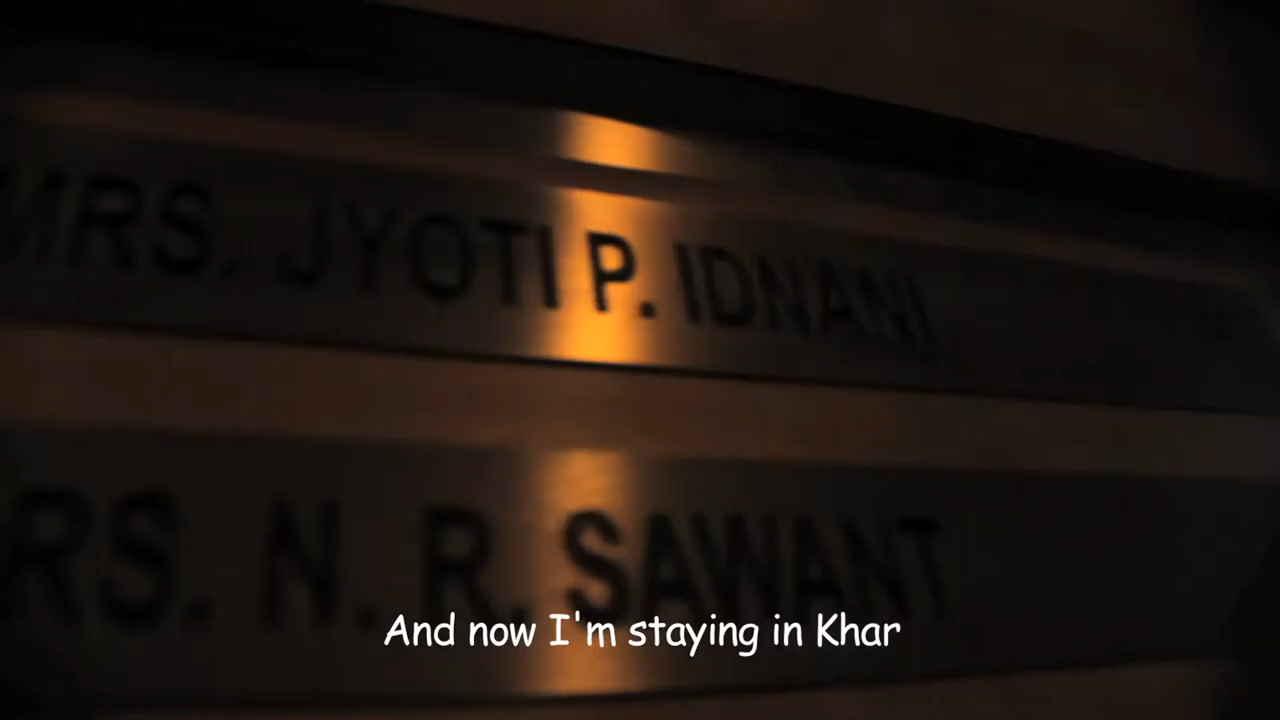 MRS. JYOTI P. IDNANI
RS. N. R. SAWANT
And now I'm staying in Khar